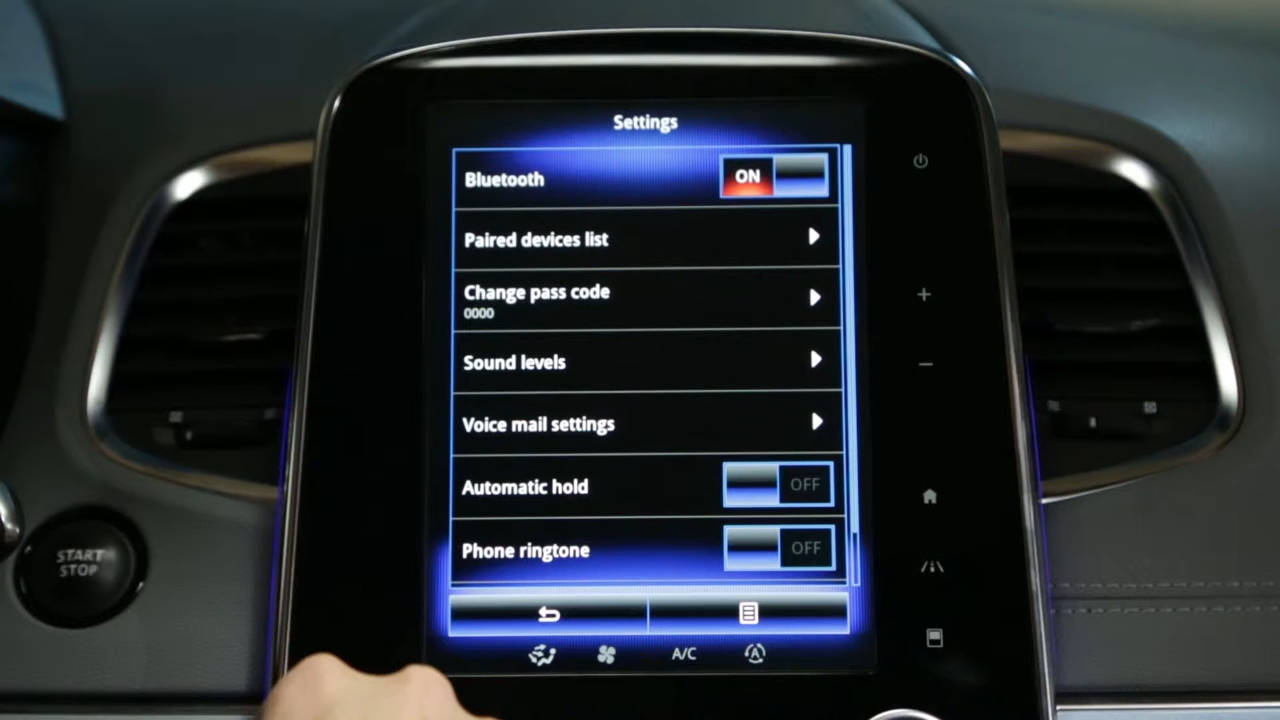 Settings
Bluetooth
ON
Paired devices list
Change pass code
0000
Sound levels
Voice mail settings
Automatic hold
OFF
Phone ringtone
OFF
A/C
START
STOP